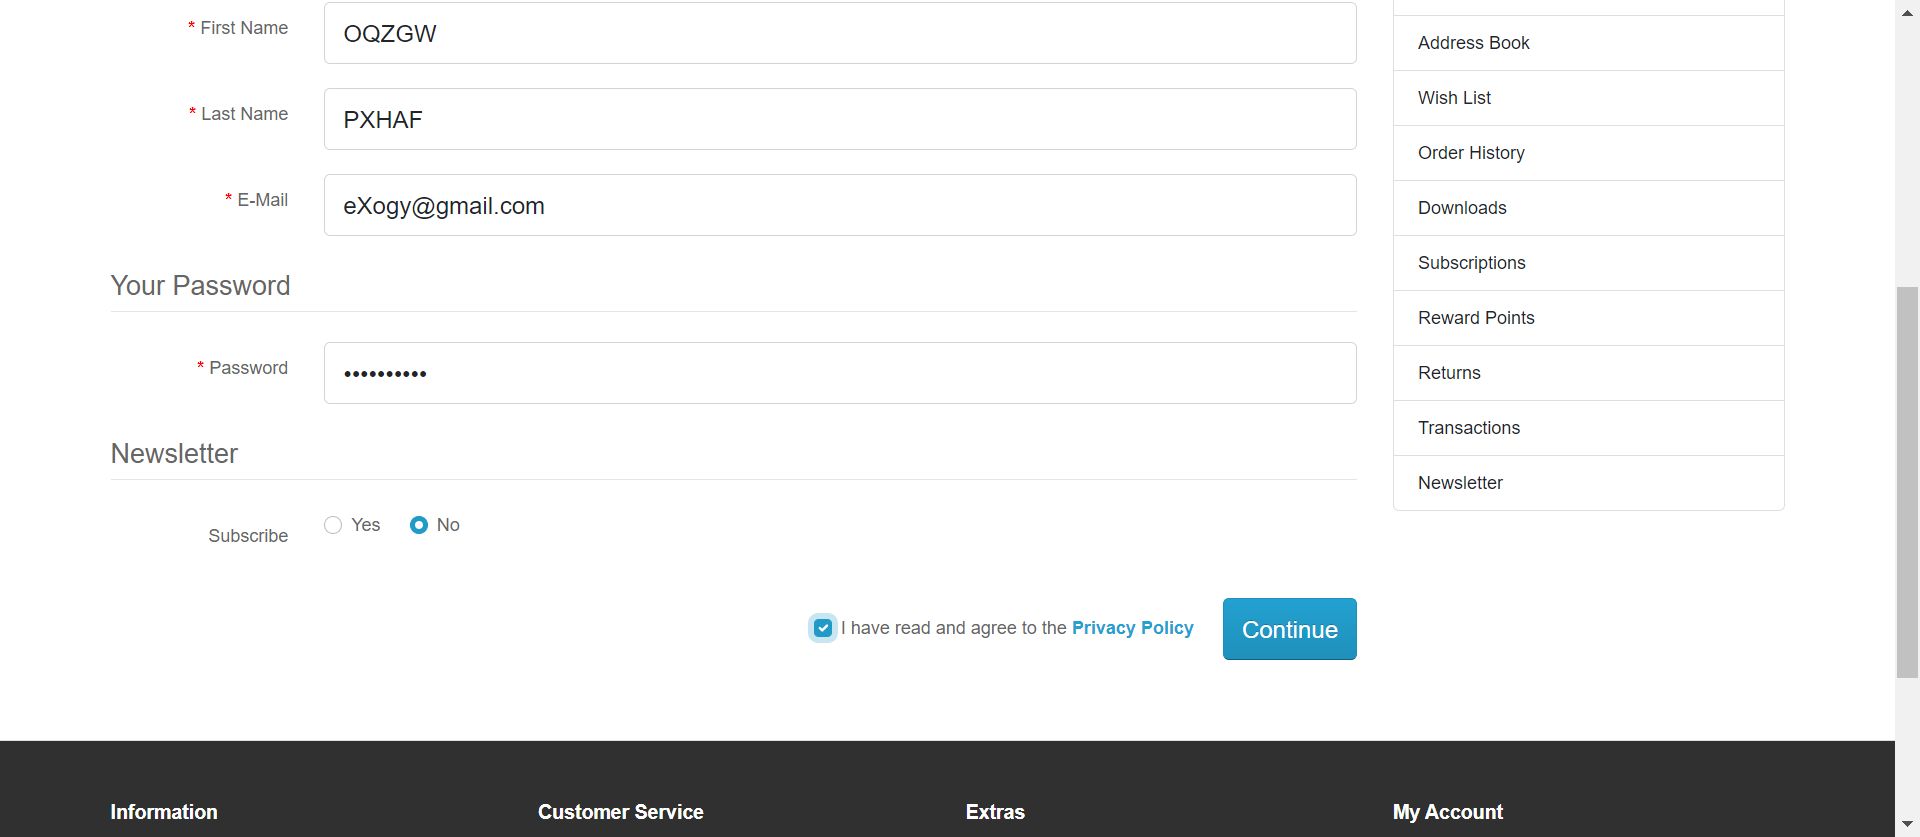 * First Name
OQZGW
* Last Name
PXHAF
* E-Mail
eXogy@gmail.com
Your Password
* Password
••••••••••
Newsletter
Subscribe
Yes
No
I have read and agree to the Privacy Policy
Continue
Address Book
Wish List
Order History
Downloads
Subscriptions
Reward Points
Returns
Transactions
Newsletter
Information
Customer Service
Extras
My Account